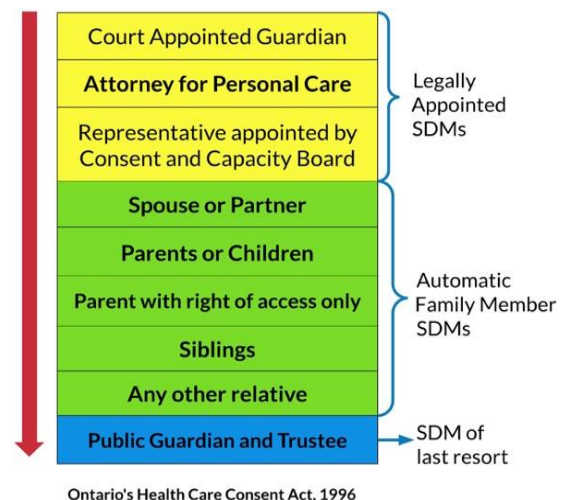 Court Appointed Guardian
Attorney for Personal Care
Representative appointed by
Consent and Capacity Board
Legally
Appointed
SDMs
Spouse or Partner
Parents or Children
Parent with right of access only
Siblings
Any other relative
Automatic
Family Member
SDMs
Public Guardian and Trustee
SDM of
last resort
Ontario's Health Care Consent Act, 1996